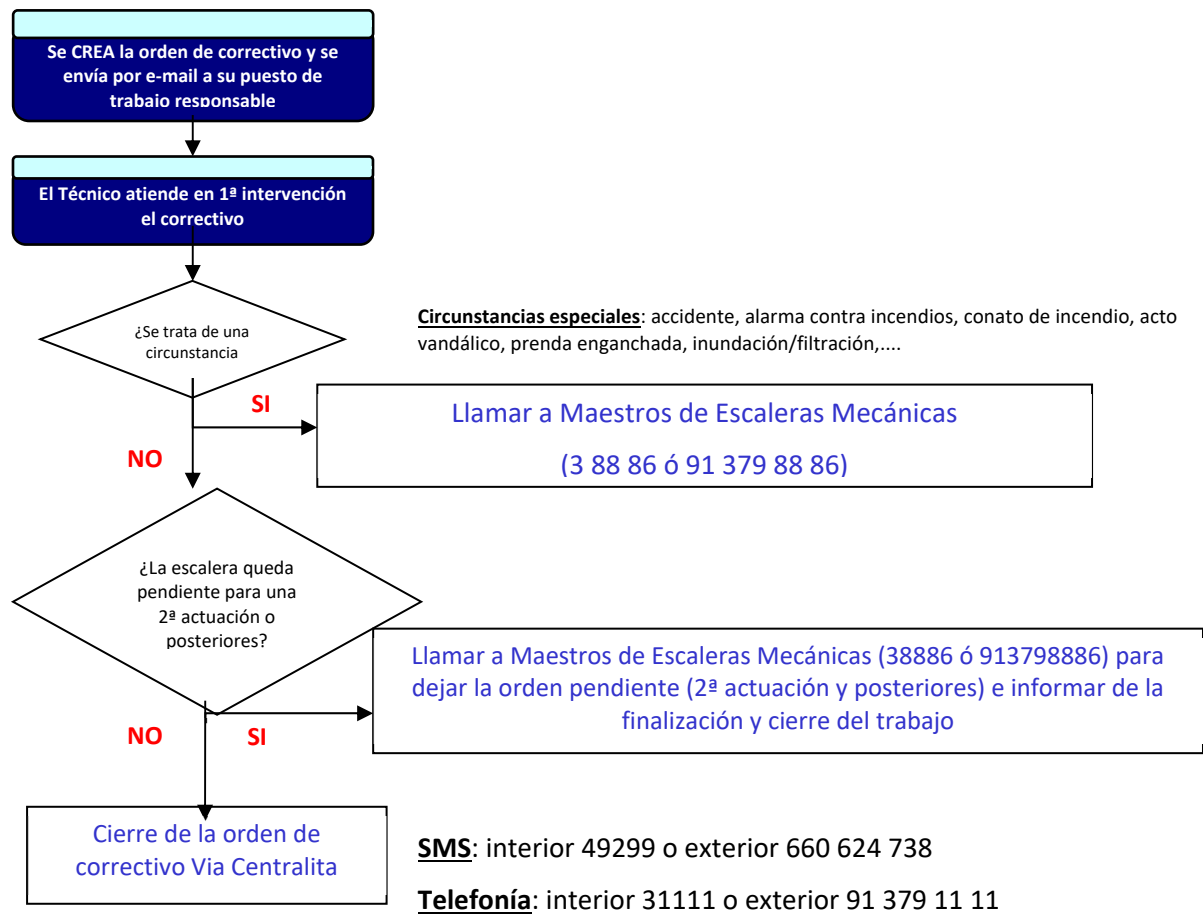 Se CREA la orden de correctivo y se
envía por e-mail a su puesto de
trabajo responsable
El Técnico atiende en 1ª intervención
el correctivo
¿Se trata de una
circunstancia
Circunstancias especiales: accidente, alarma contra incendios, conato de incendio, acto
vandálico, prenda enganchada, inundación/filtración,....
SI
Llamar a Maestros de Escaleras Mecánicas
(3 88 86 ó 91 379 88 86)
NO
¿La escalera queda
pendiente para una
2ª actuación o
posteriores?
Llamar a Maestros de Escaleras Mecánicas (38886 ó 913798886) para
dejar la orden pendiente (2ª actuación y posteriores) e informar de la
finalización y cierre del trabajo
NO
SI
Cierre de la orden de
correctivo Via Centralita
SMS: interior 49299 o exterior 660 624 738
Telefonía: interior 31111 o exterior 91 379 11 11